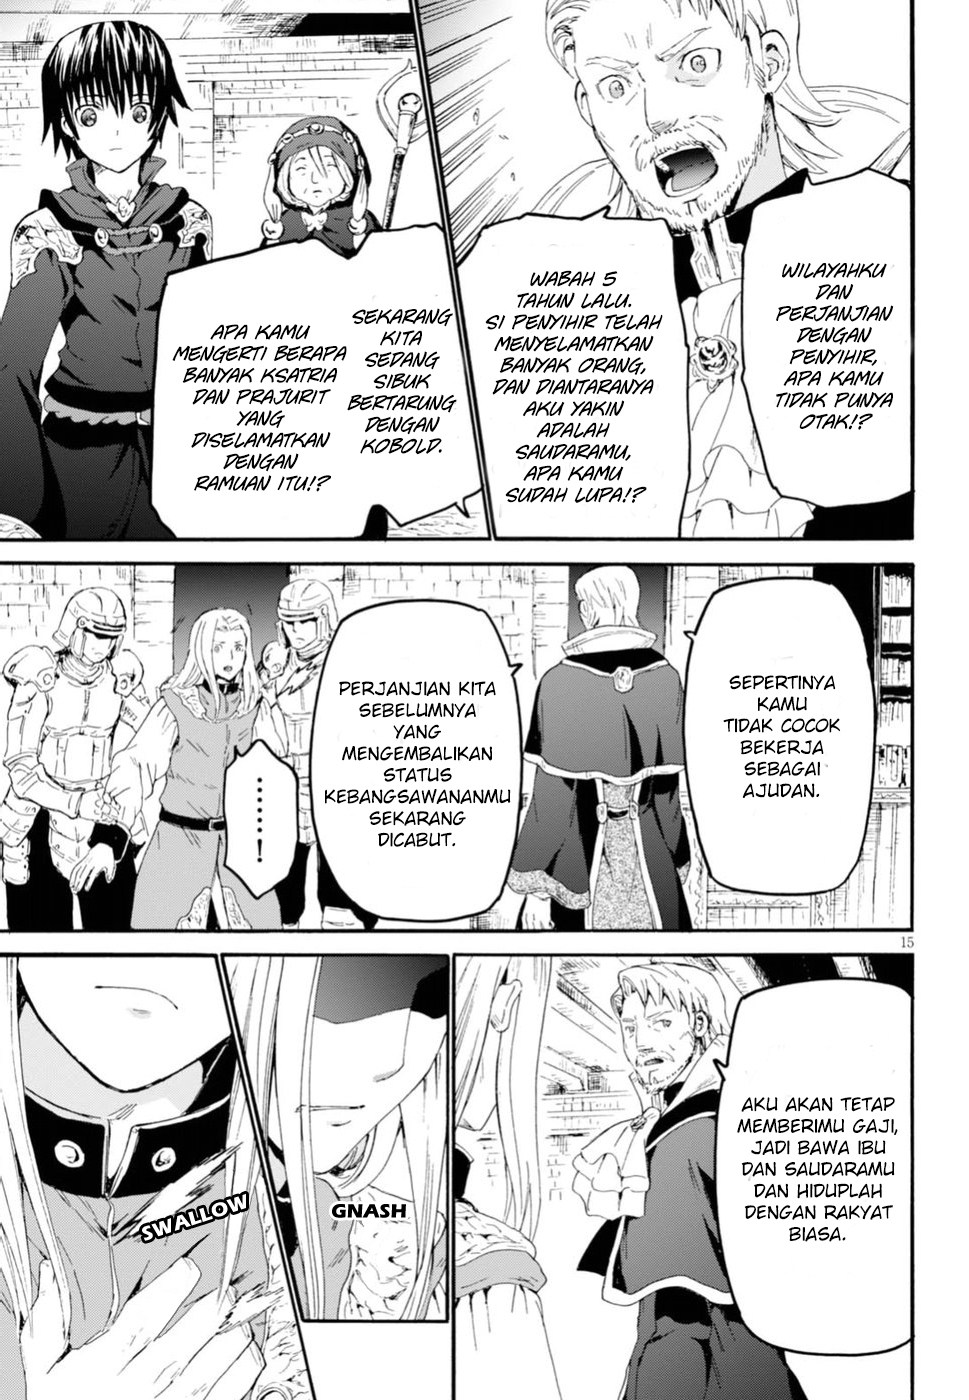 WILAYAHKU
DAN
PERJANJIAN
DENGAN
PENYIHIR,
APA KAMU
TIDAK PUNYA
OTAK!?
WABAH 5
TAHUN LALU.
SI PENYIHIR TELAH
MENYELAMATKAN
BANYAK ORANG,
DAN DIANTARANYA
AKU YAKIN
ADALAH
SAUDARAMU,
APA KAMU
SUDAH LUPA!?
SEKARANG
KITA
SEDANG
SIBUK
BERTARUNG
DENGAN
KOBOLD.
APA KAMU
MENGERTI BERAPA
BANYAK KSATRIA
DAN PRAJURIT
YANG
DISELAMATKAN
DENGAN
RAMUAN ITU!?
SEPERTINYA
KAMU
TIDAK COCOK
BEKERJA
SEBAGAI
AJUDAN.
PERJANJIAN KITA
SEBELUMNYA
YANG
MENGEMBALIKAN
STATUS
KEBANGSAWANANMU
SEKARANG
DICABUT.
......!
15
AKU AKAN TETAP
MEMBERIMU GAJI,
JADI BAWA IBU
DAN SAUDARAMU
DAN HIDUPLAH
DENGAN RAKYAT
BIASA.
GNASH
SWALLOW